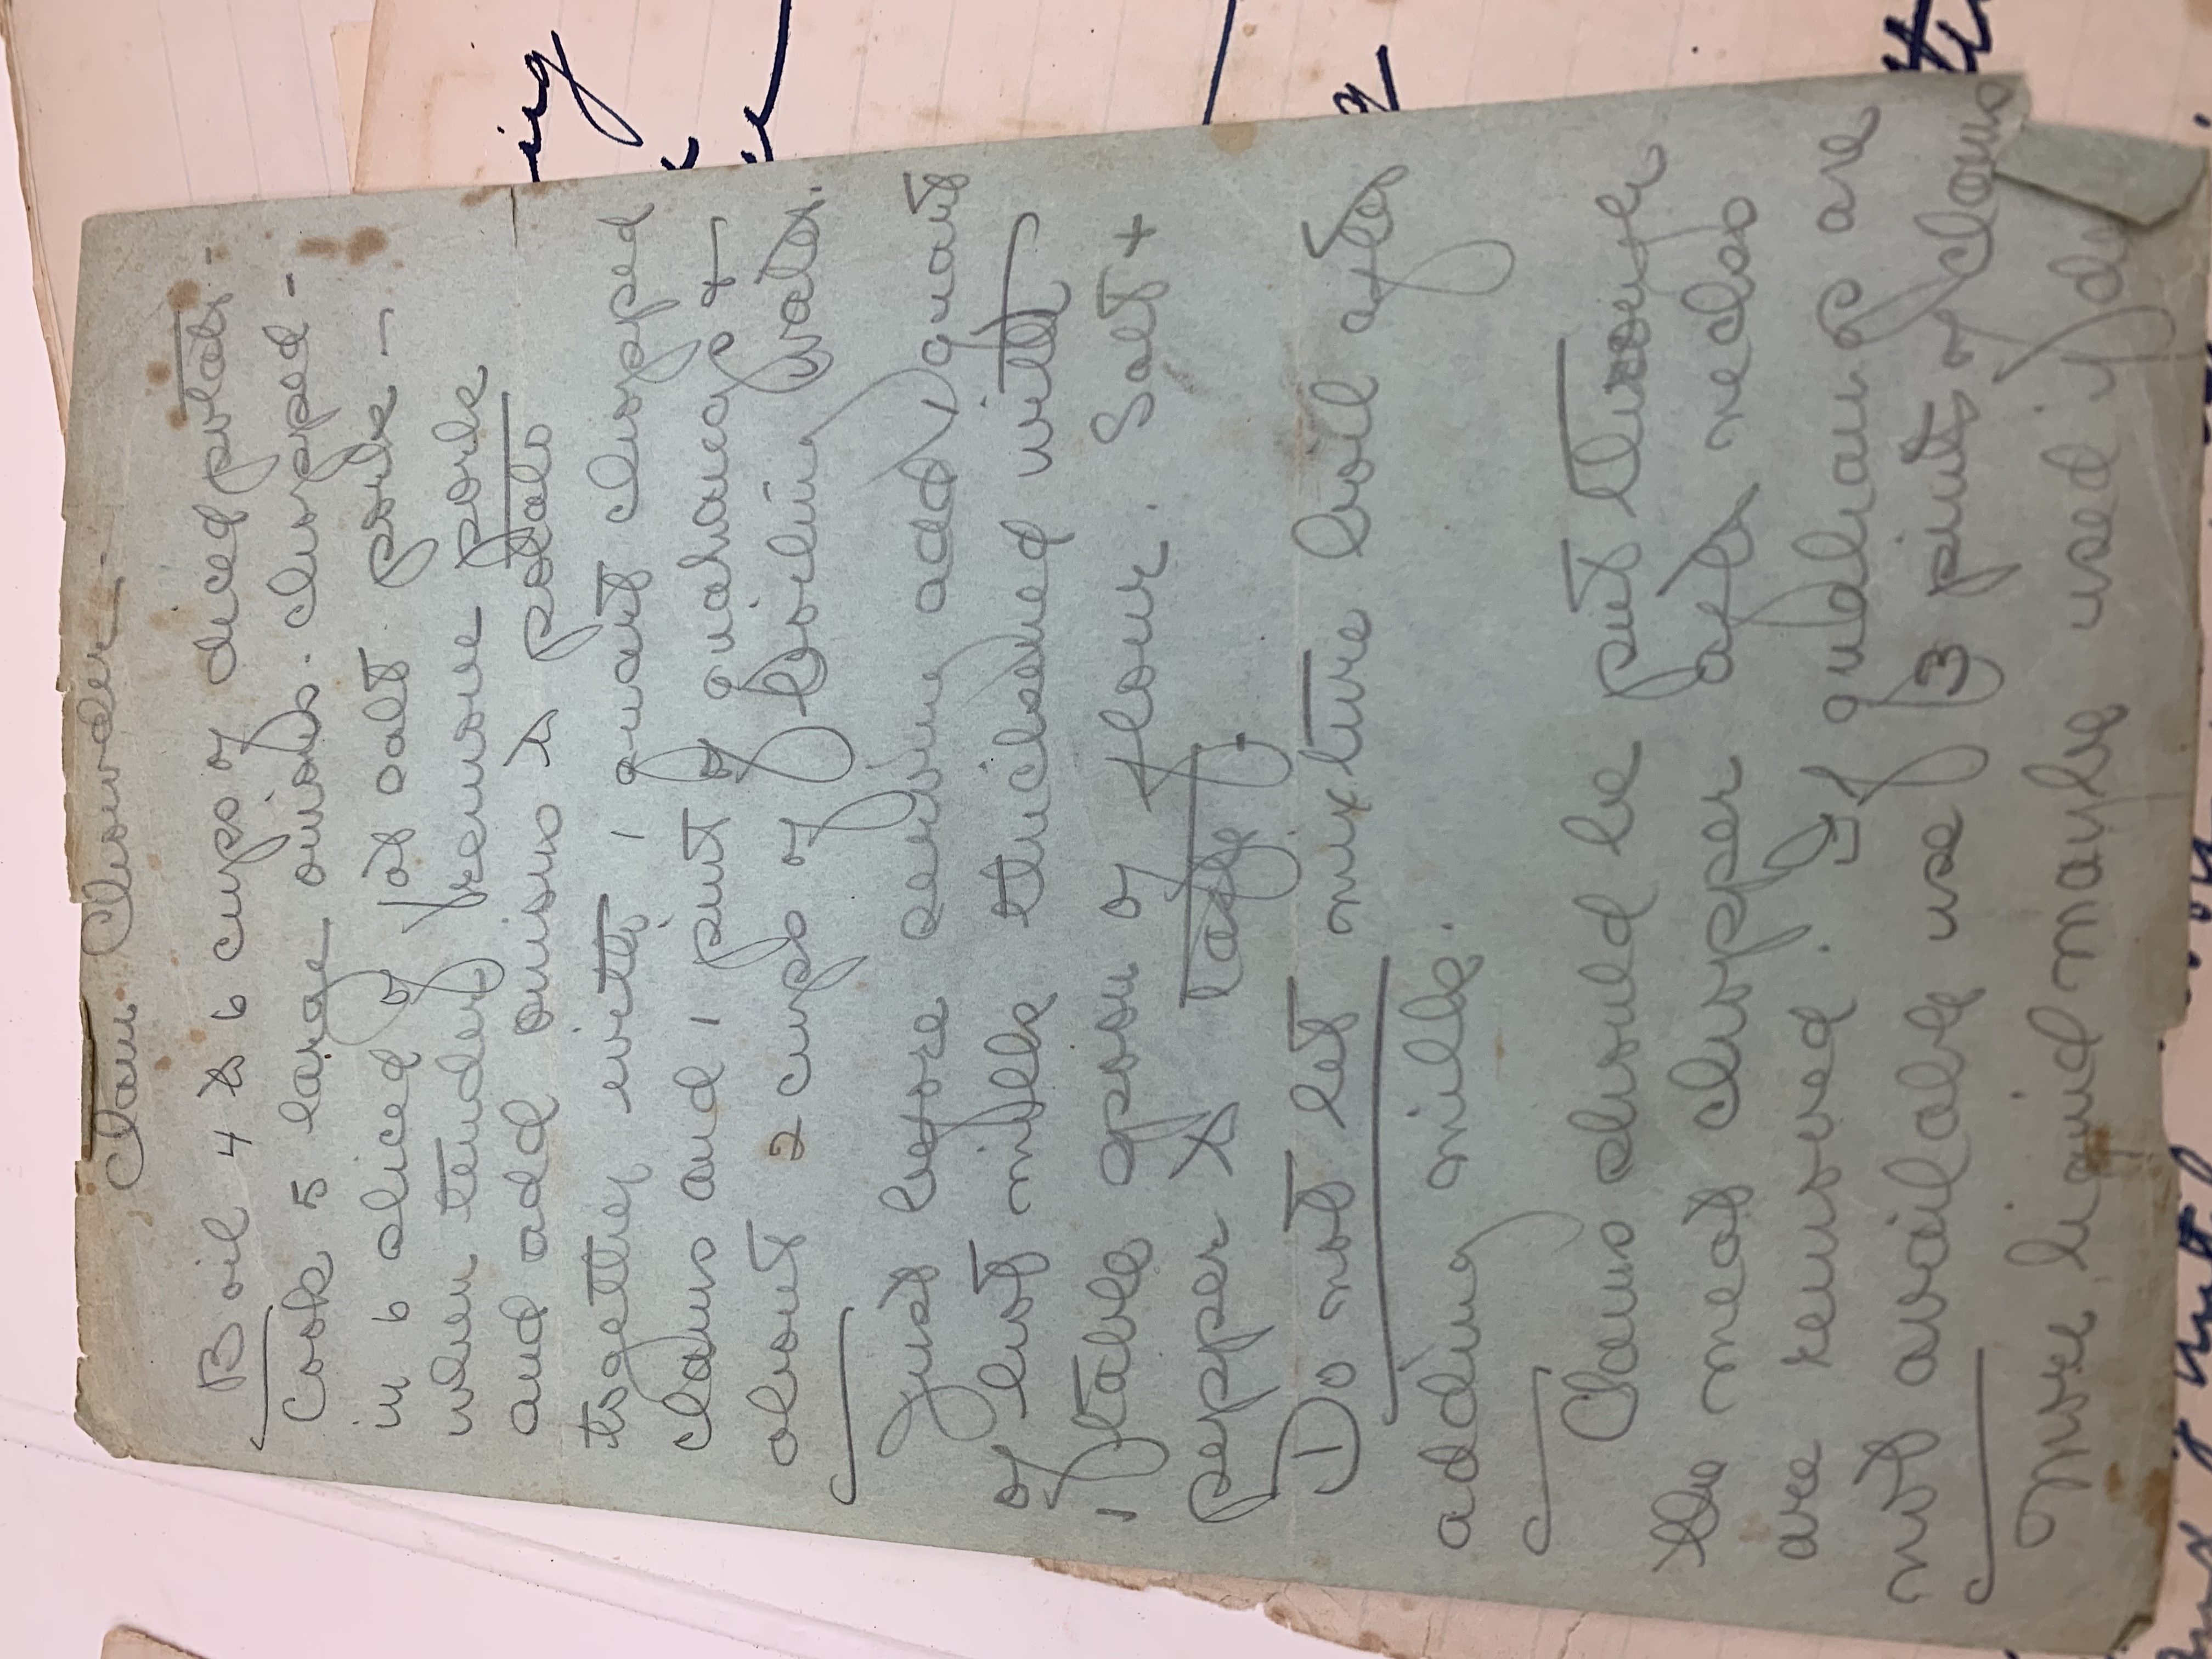 Clam Chowder -
Boil 4 to 6 cups of diced potato -
Cook 5 large onions. chopped -
in 6 sliced of fat salt pork -
when tender remove pork
and add onions to potato
together with 1 quart chopped
clams and 1 pint of quahaugs &
about 2 cups of boiling water.
Just before serving add 1 quart
of hot milk thickened with
1 table spoon of flour. Salt +
pepper to taste -
Do not let mixture boil after
adding milk.
Clams should be put through
the meat chopper after necks
are removed. If quahaugs are
not available use 3 pints of clams
More liquid maybe used if de
ing